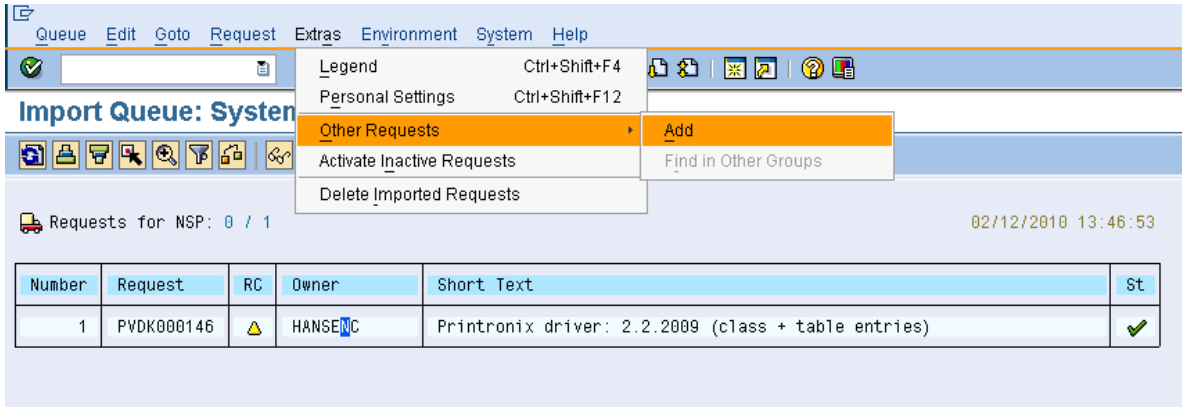 Queue Edit Goto Request Extras Environment System Help
Legend Ctrl+Shift+F4
Import Queue: System
Personal Settings Ctrl+Shift+F12
Other Requests Add
Activate Inactive Requests Find in Other Groups
Delete Imported Requests
Requests for NSP: 0 / 1 02/12/2010 13:46:53
Number Request RC Owner Short Text St
1 PVDK000146 HANSENC Printronix driver: 2.2.2009 (class + table entries)